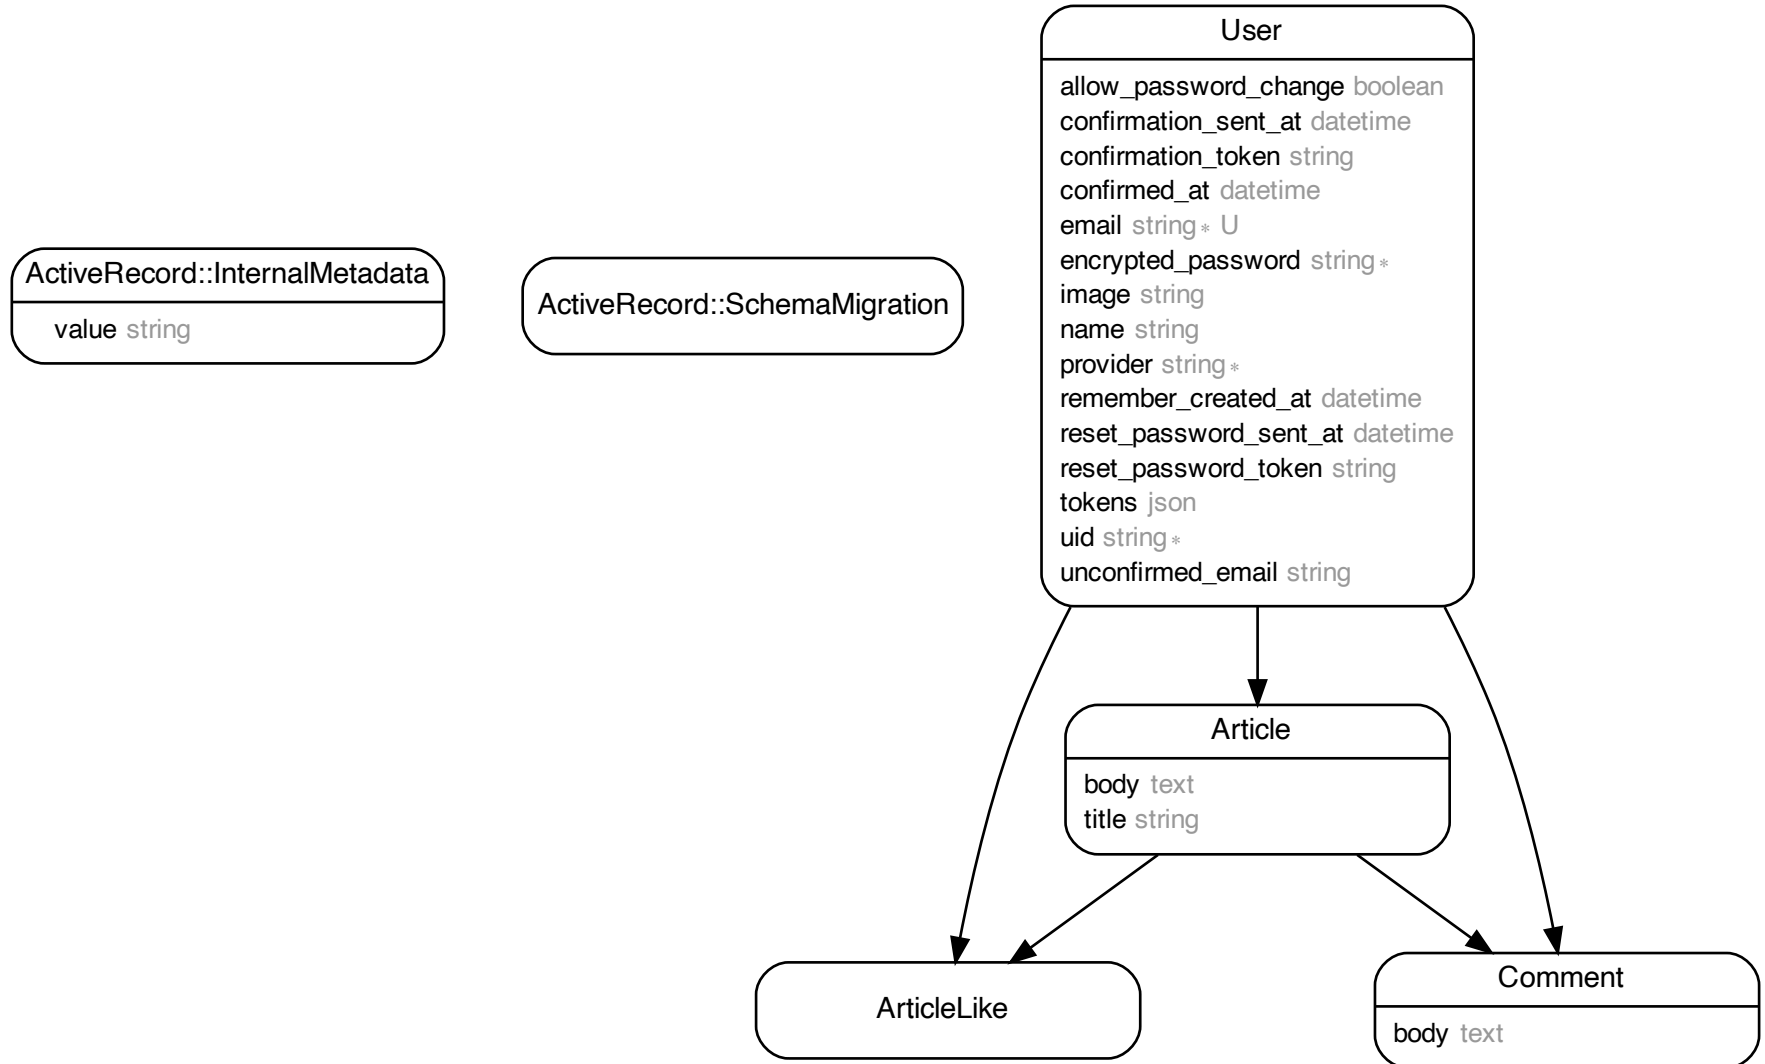 User
allow_password_change boolean
confirmation_sent_at datetime
confirmation_token string
confirmed_at datetime
email string* U
encrypted_password string*
image string
name string
provider string*
remember_created_at datetime
reset_password_sent_at datetime
reset_password_token string
tokens json
uid string*
unconfirmed_email string
ActiveRecord::InternalMetadata
value string
ActiveRecord::SchemaMigration
Article
body text
title string
ArticleLike
Comment
body text